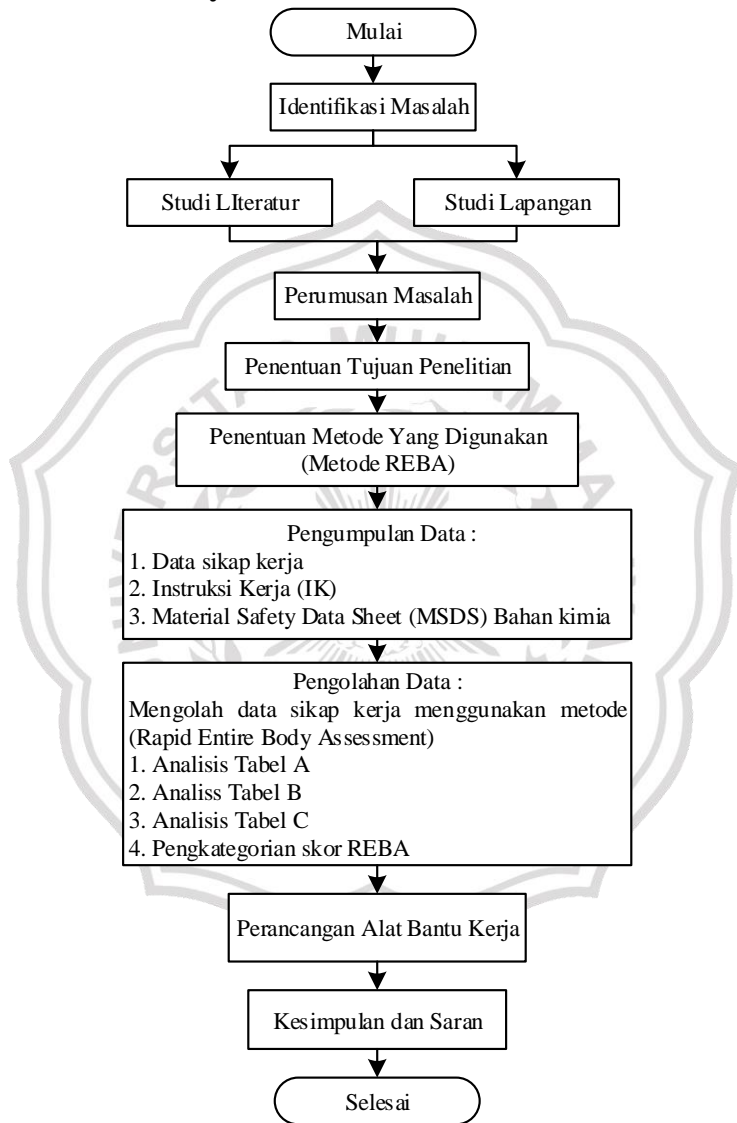 Mulai
Identifikasi Masalah
Studi LIteratur
Studi Lapangan
Perumusan Masalah
Penentuan Tujuan Penelitian
Penentuan Metode Yang Digunakan
(Metode REBA)
Pengumpulan Data :
1. Data sikap kerja
2. Instruksi Kerja (IK)
3. Material Safety Data Sheet (MSDS) Bahan kimia
Pengolahan Data :
Mengolah data sikap kerja menggunakan metode
(Rapid Entire Body Assessment)
1. Analisis Tabel A
2. Analiss Tabel B
3. Analisis Tabel C
4. Pengkategorian skor REBA
Perancangan Alat Bantu Kerja
Kesimpulan dan Saran
Selesai